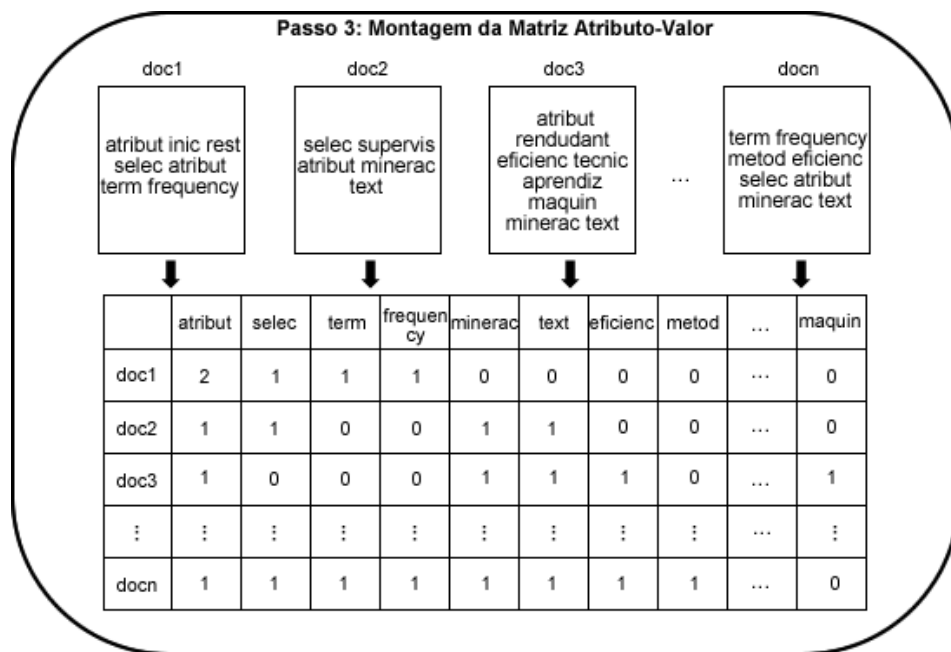 Passo 3: Montagem da Matriz Atributo-Valor
doc1 doc2 doc3 docn
atribut inic rest
selec atribut
term frequency
selec supervis
atribut minerac
text
atribut
rendudant
eficienc tecnic
aprendiz
maquin
minerac text
...
term frequency
metod eficienc
selec atribut
minerac text
atribut selec term frequen minerac text eficienc metod ... maquin
cy
doc1 2 1 1 1 0 0 0 0 ... 0
doc2 1 1 0 0 1 1 0 0 ... 0
doc3 1 0 0 0 1 1 1 0 ... 1
⋮ ⋮ ⋮ ⋮ ⋮ ⋮ ⋮ ⋮ ⋮ ... ⋮
docn 1 1 1 1 1 1 1 1 ... 0